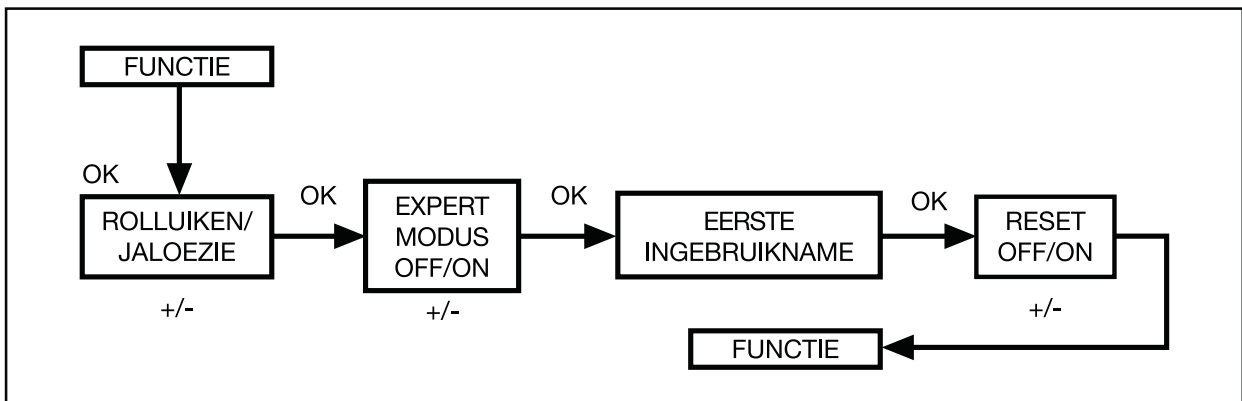 FUNCTIE
OK
ROLLUIKEN/
JALOEZIE
+/-
OK
EXPERT
MODUS
OFF/ON
+/-
OK
EERSTE
INGEBRUIKNAME
OK
RESET
OFF/ON
+/-
FUNCTIE